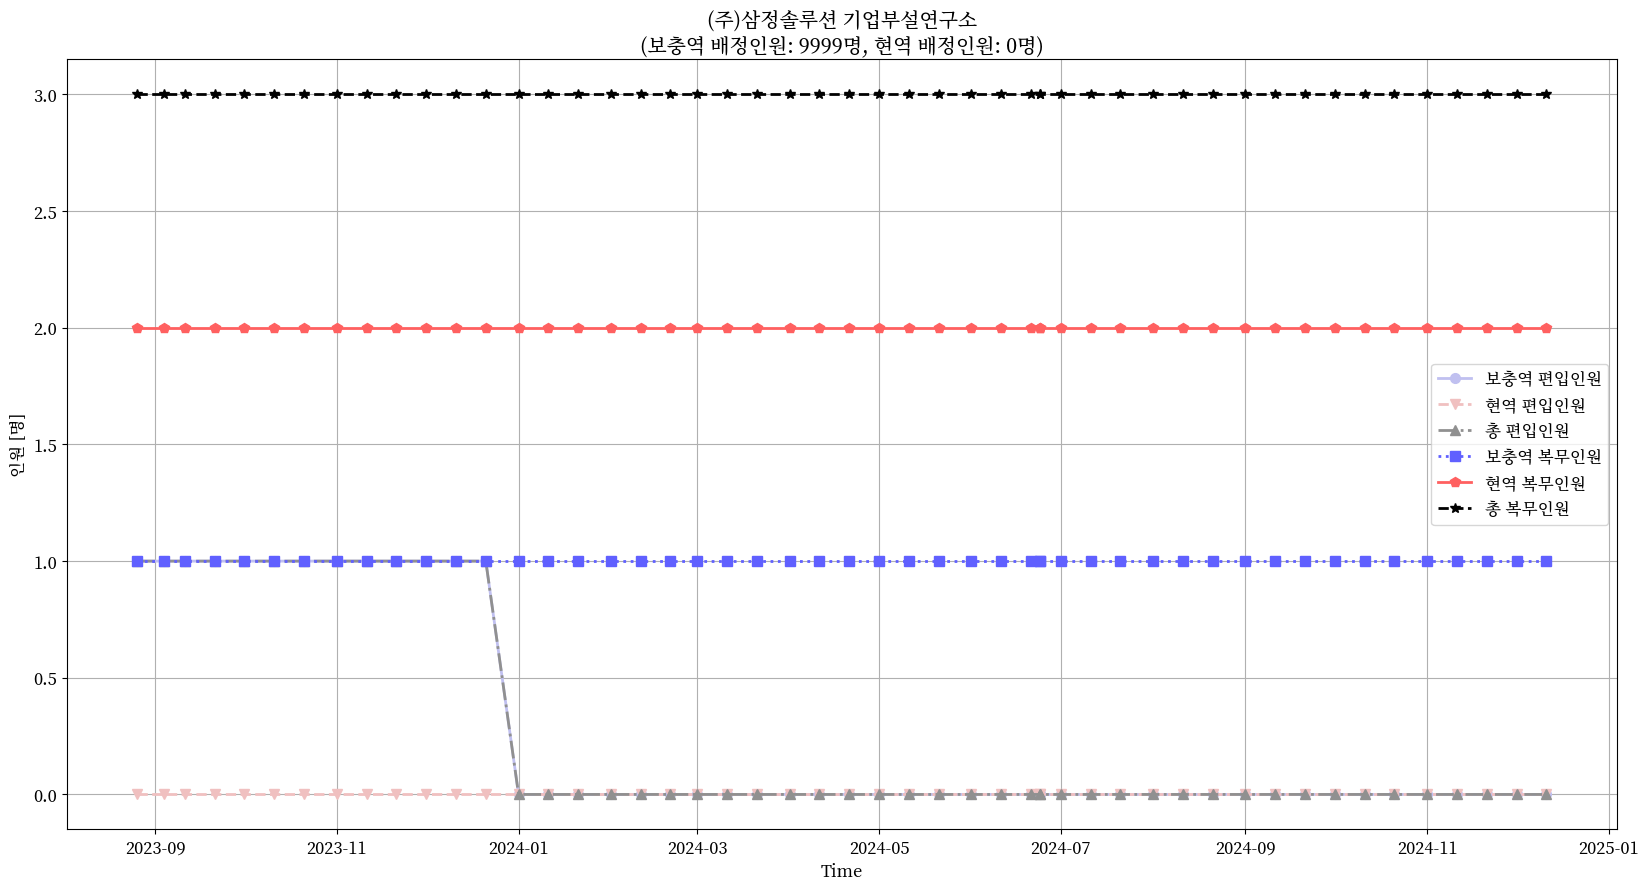 (주)삼정솔루션 기업부설연구소
(보충역 배정인원: 9999명, 현역 배정인원: 0명)
3.0
2.5
2.0
1.5
1.0
0.5
0.0
인원 [명]
보충역 편입인원
현역 편입인원
총 편입인원
보충역 복무인원
현역 복무인원
총 복무인원
2023-09 2023-11 2024-01 2024-03 2024-05 2024-07 2024-09 2024-11 2025-01
Time